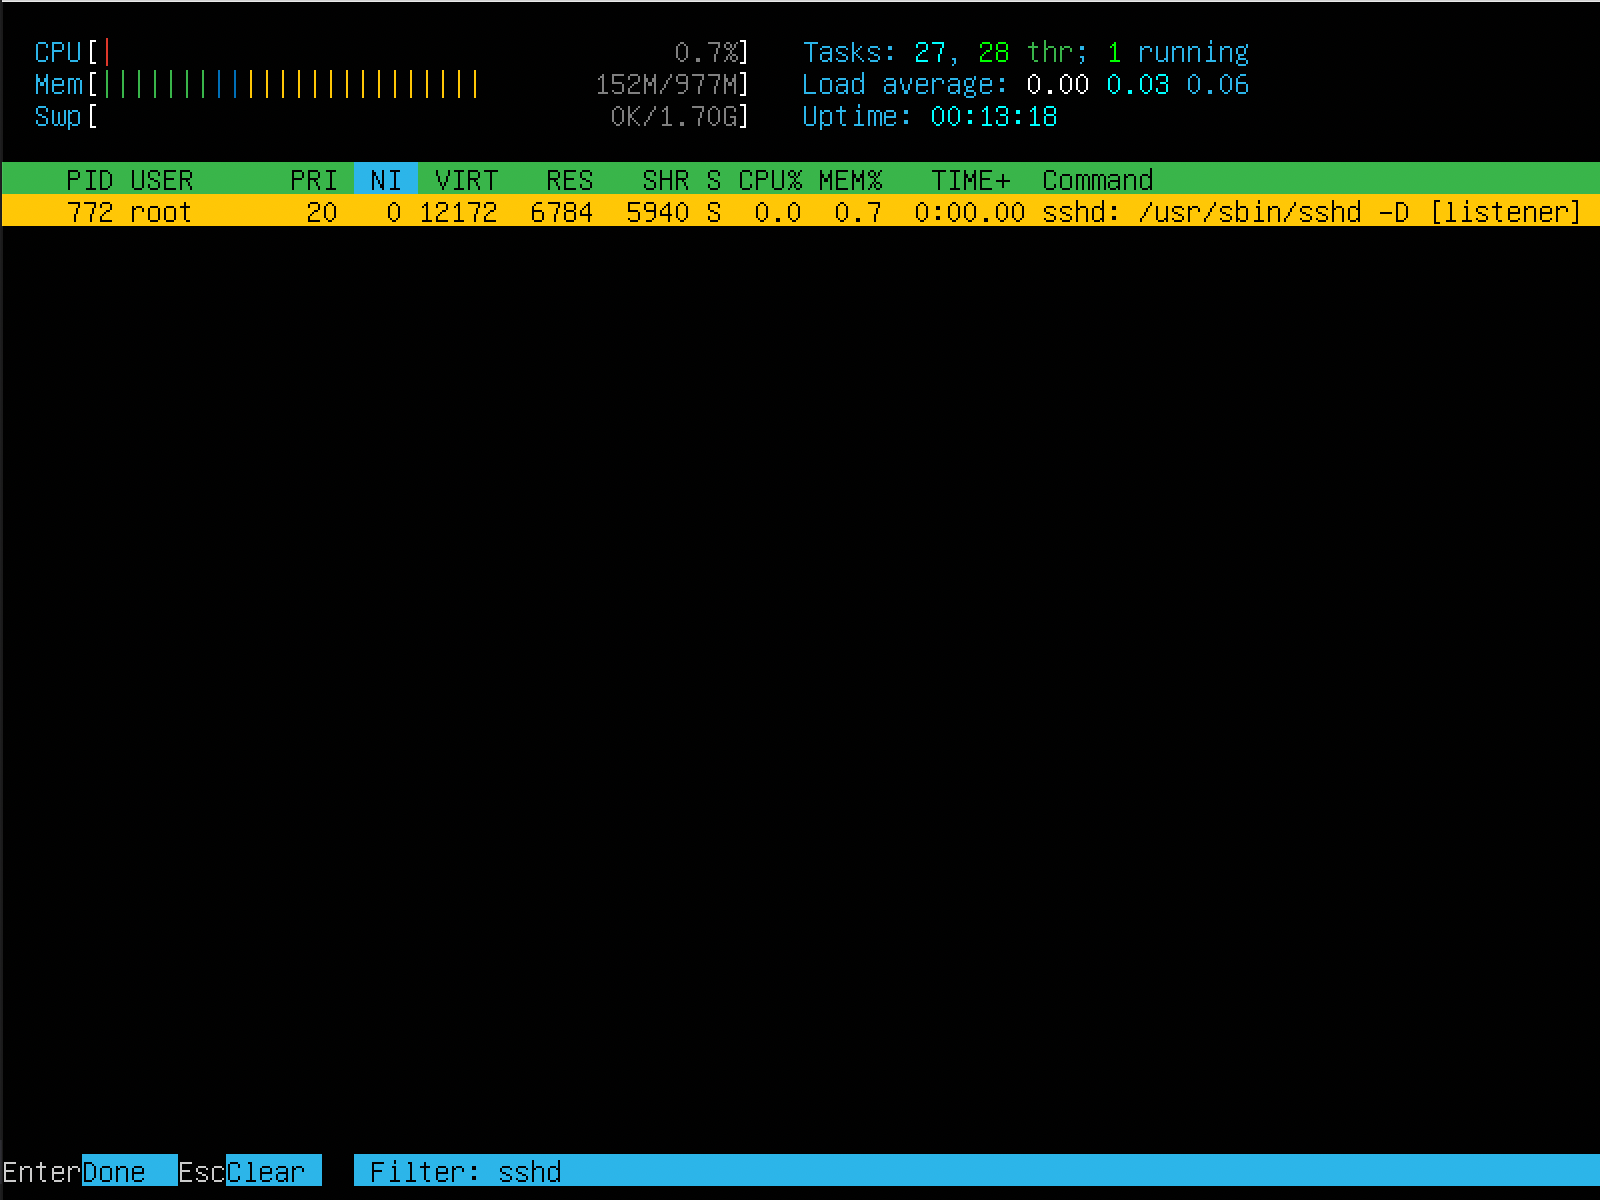 CPU[| 0.7%] Tasks: 27, 28 thr; 1 running
Mem[|||||||||||||||||||||||| 152M/977M] Load average: 0.00 0.03 0.06
Swp[ 0K/1.70G] Uptime: 00:13:18
PID USER PRI NI VIRT RES SHR S CPU% MEM% TIME+ Command
772 root 20 0 12172 6784 5940 S 0.0 0.7 0:00.00 sshd: /usr/sbin/sshd -D [listener]
EnterDone EscClear Filter: sshd